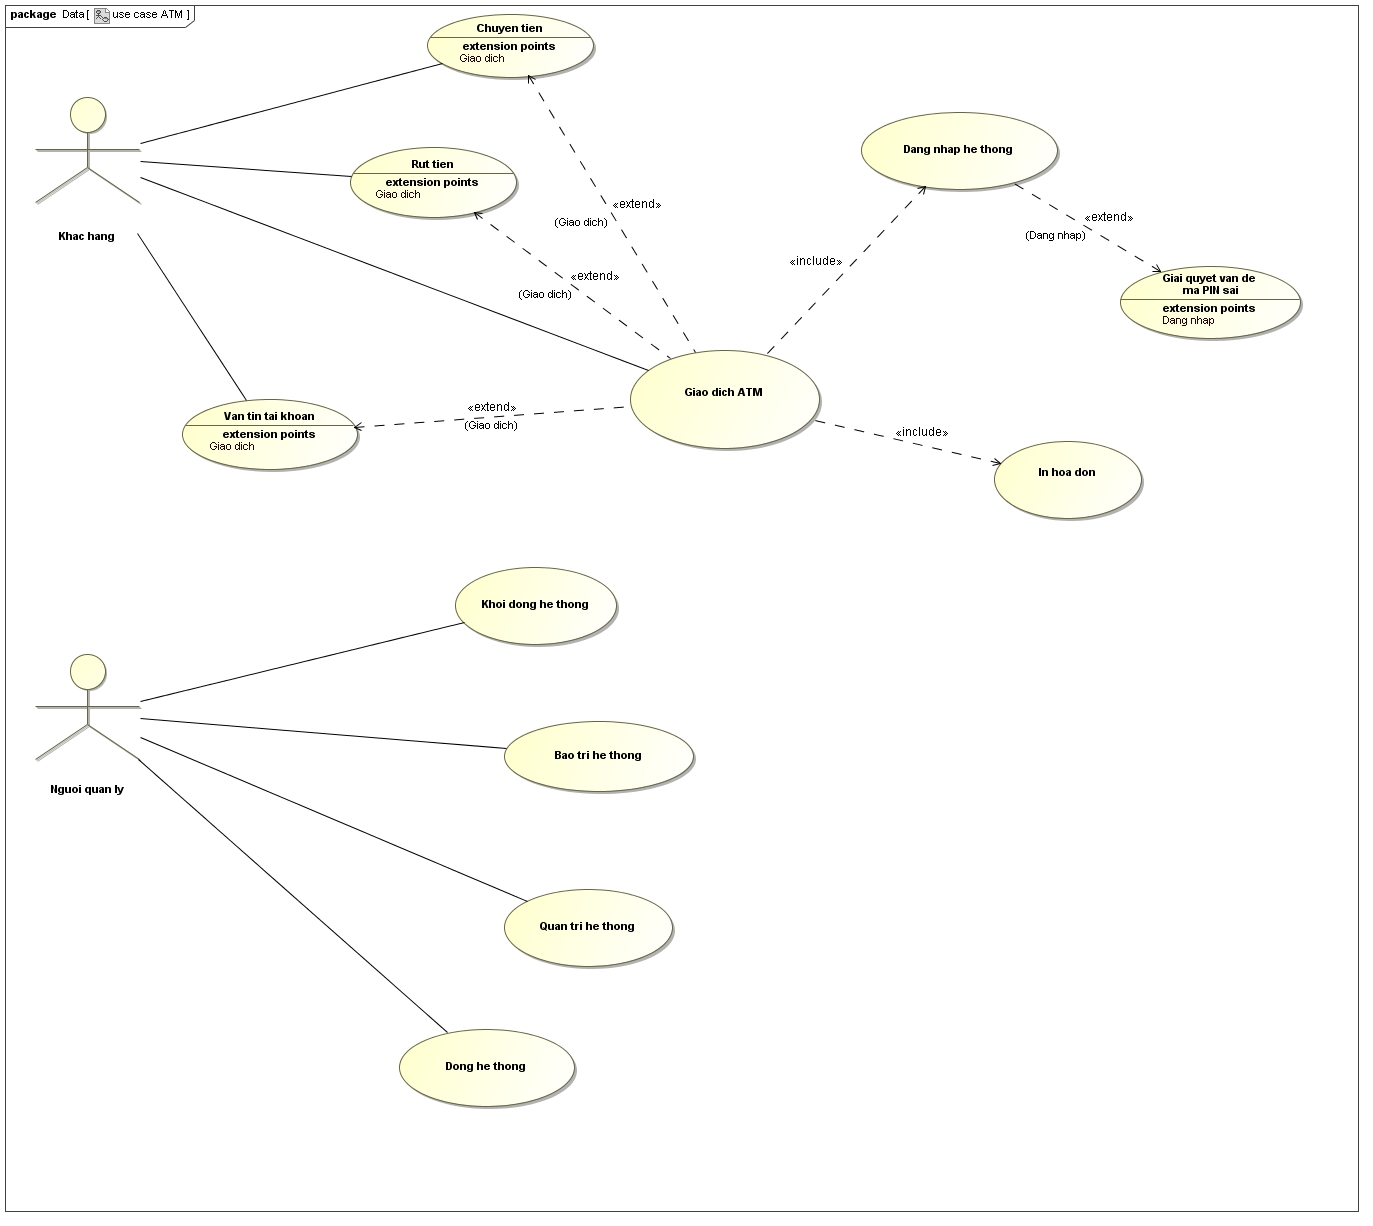 package Data [ use case ATM ]
Chuyen tien
extension points
Giao dich
Dang nhap he thong
Rut tien
extension points
Giao dich
«extend»
(Giao dich)
«extend»
(Dang nhap)
Khac hang
«include»
«extend»
(Giao dich)
Giai quyet van de
ma PIN sai
extension points
Dang nhap
Giao dich ATM
«extend»
(Giao dich)
Van tin tai khoan
extension points
Giao dich
«include»
In hoa don
Khoi dong he thong
Bao tri he thong
Nguoi quan ly
Quan tri he thong
Dong he thong